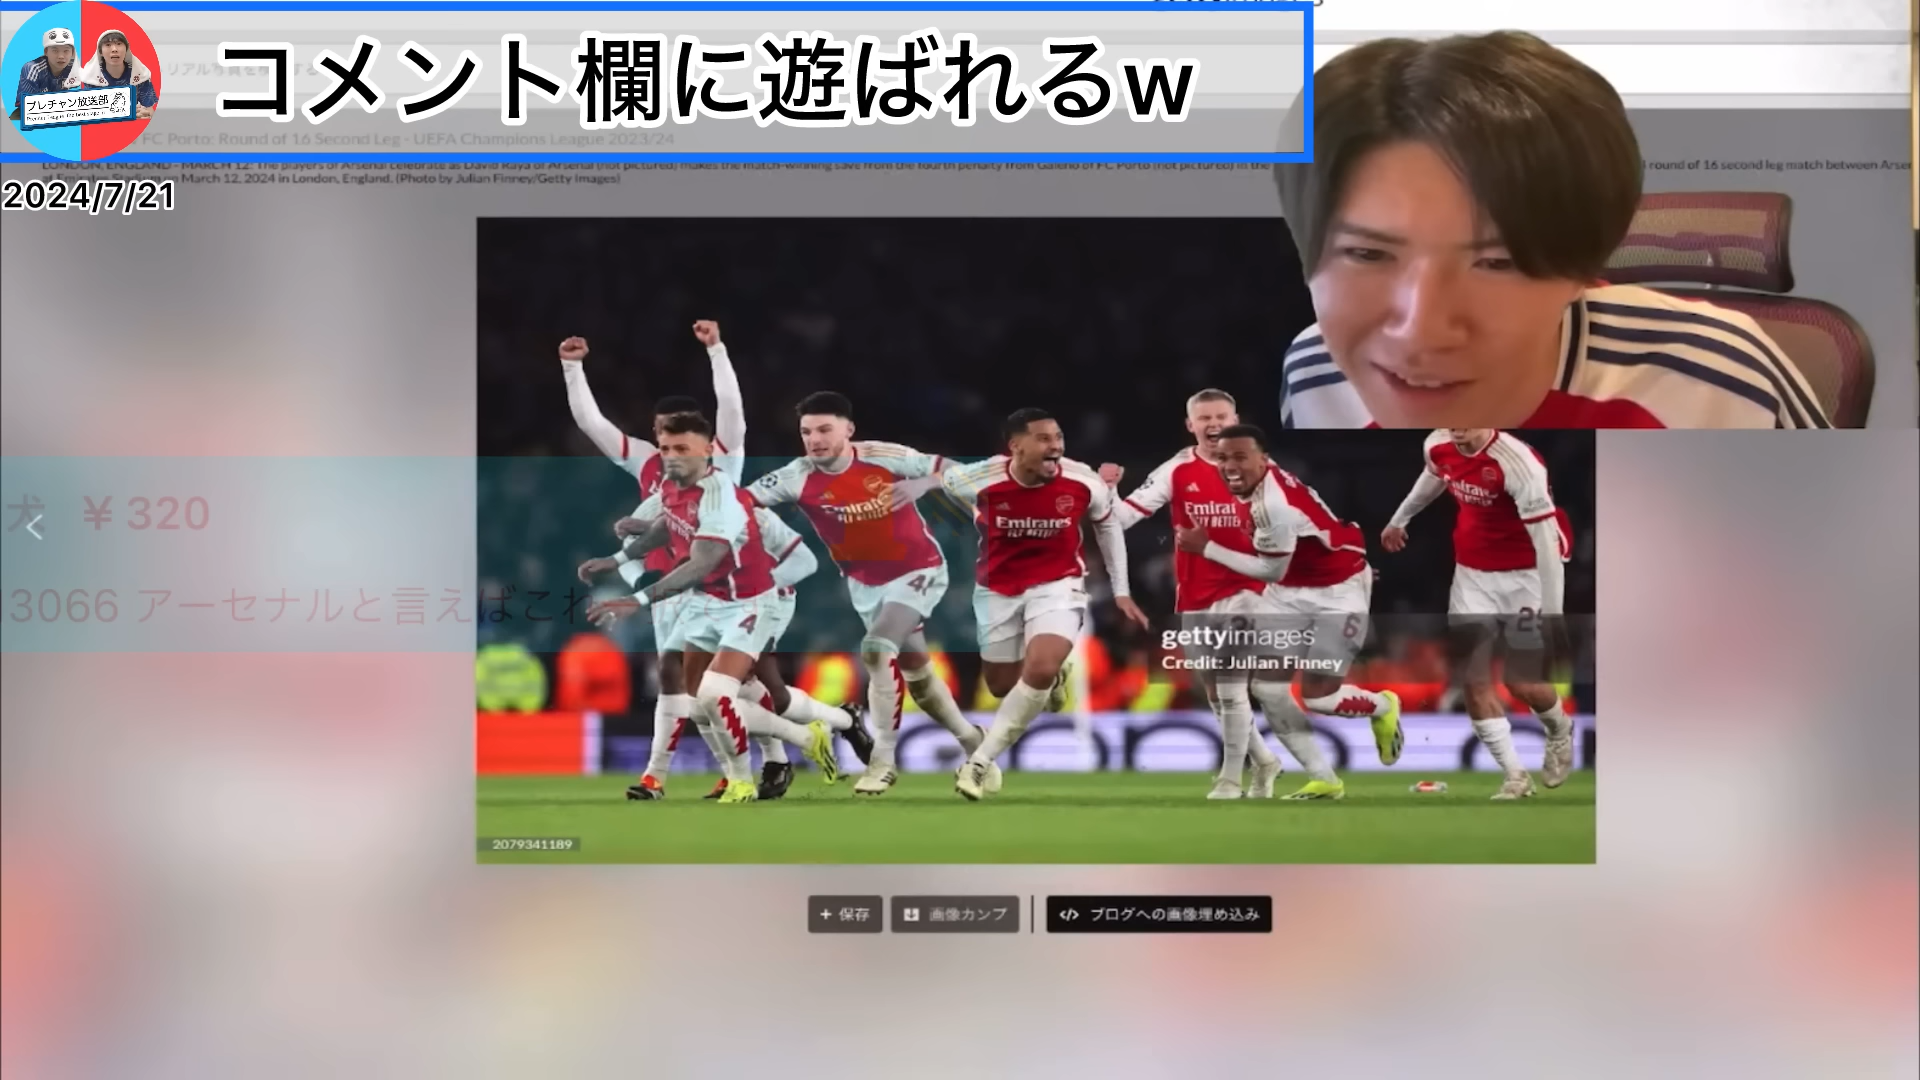 コメント欄に遊ばれるw
プレチャン放送部
FC Porto: Round of 16 Second Leg - UEFA Champions League 2023/24
LONDON, ENGLAND - MARCH 12: The players of Arsenal celebrate as David Raya of Arsenal (not pictured) makes the match-winning save from the fourth penalty from Galeno of FC Porto (not pictured) in the
round of 16 second leg match between Arse
at Emirates Stadium on March 12, 2024 in London, England. (Photo by Julian Finney/Getty Images)
2024/7/21
犬 ¥320
13066 アーセナルと言えばこれ
Emirates
FLY BETTER
4
41
6
29
gettyimages
Credit: Julian Finney
2079341189
+ 保存
画像カンプ
</> ブログへの画像埋め込み